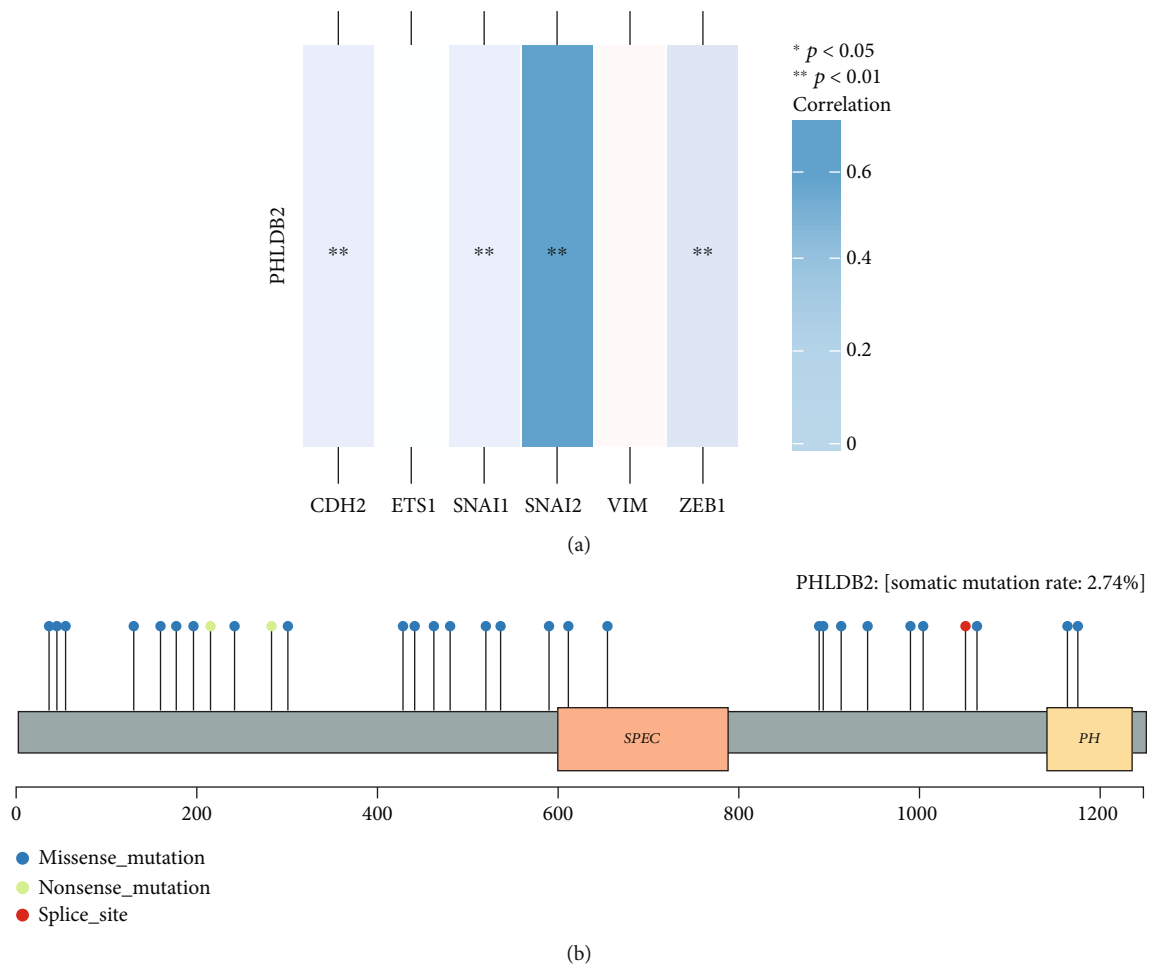 * p < 0.05
** p < 0.01
Correlation
0.6
0.4
0.2
0
PHLDB2
** ** ** **
CDH2 ETS1 SNAI1 SNAI2 VIM ZEB1
(a)
PHLDB2: [somatic mutation rate: 2.74%]
SPEC PH
0 200 400 600 800 1000 1200
Missense_mutation
Nonsense_mutation
Splice_site
(b)